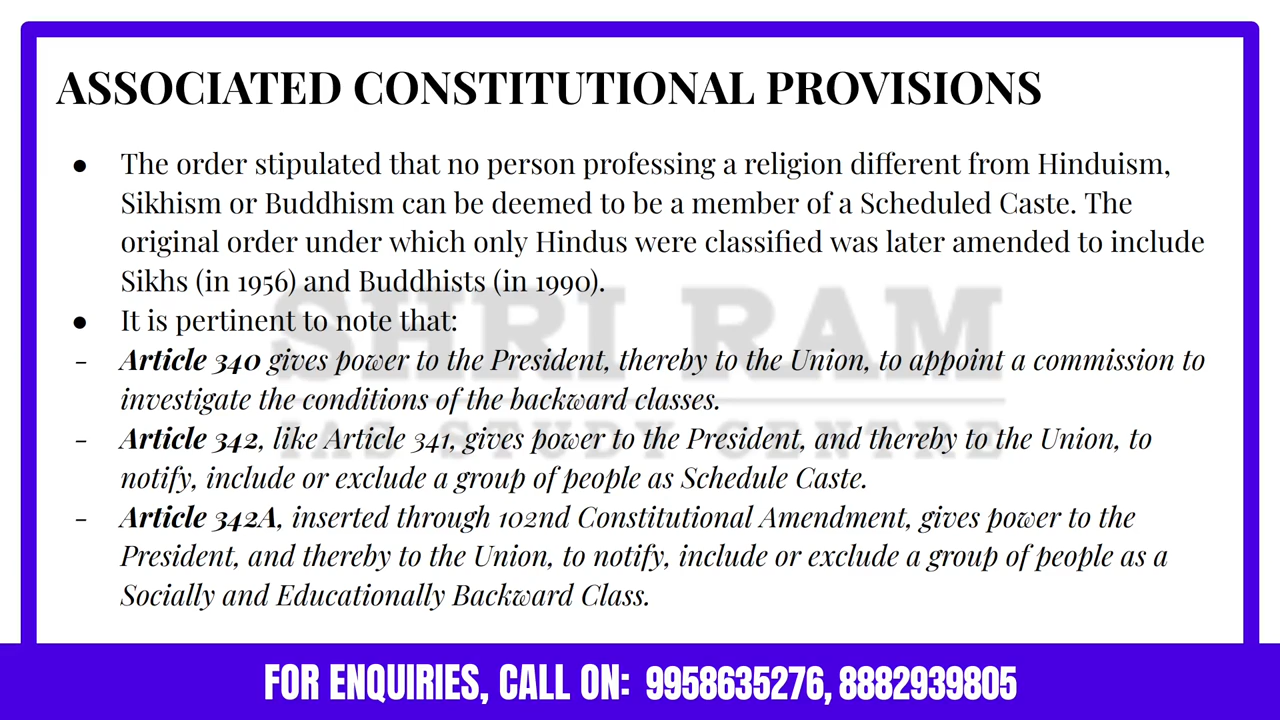 ASSOCIATED CONSTITUTIONAL PROVISIONS
● The order stipulated that no person professing a religion different from Hinduism,
Sikhism or Buddhism can be deemed to be a member of a Scheduled Caste. The
original order under which only Hindus were classified was later amended to include
Sikhs (in 1956) and Buddhists (in 1990).
● It is pertinent to note that:
- Article 340 gives power to the President, thereby to the Union, to appoint a commission to
investigate the conditions of the backward classes.
- Article 342, like Article 341, gives power to the President, and thereby to the Union, to
notify, include or exclude a group of people as Schedule Caste.
- Article 342A, inserted through 102nd Constitutional Amendment, gives power to the
President, and thereby to the Union, to notify, include or exclude a group of people as a
Socially and Educationally Backward Class.
SHRI RAM
IAS STUDY CENTRE
FOR ENQUIRIES, CALL ON: 9958635276, 8882939805